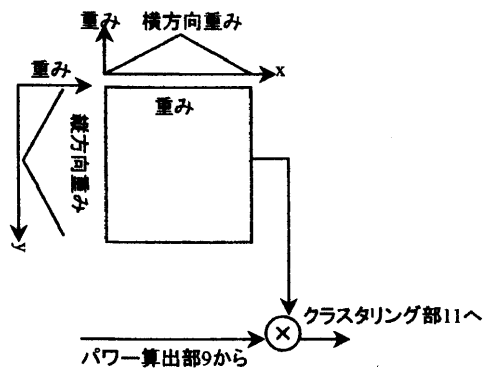 重み 横方向重み
x
重み
重み
縦方向重み
y
クラスタリング部11へ
パワー算出部9から